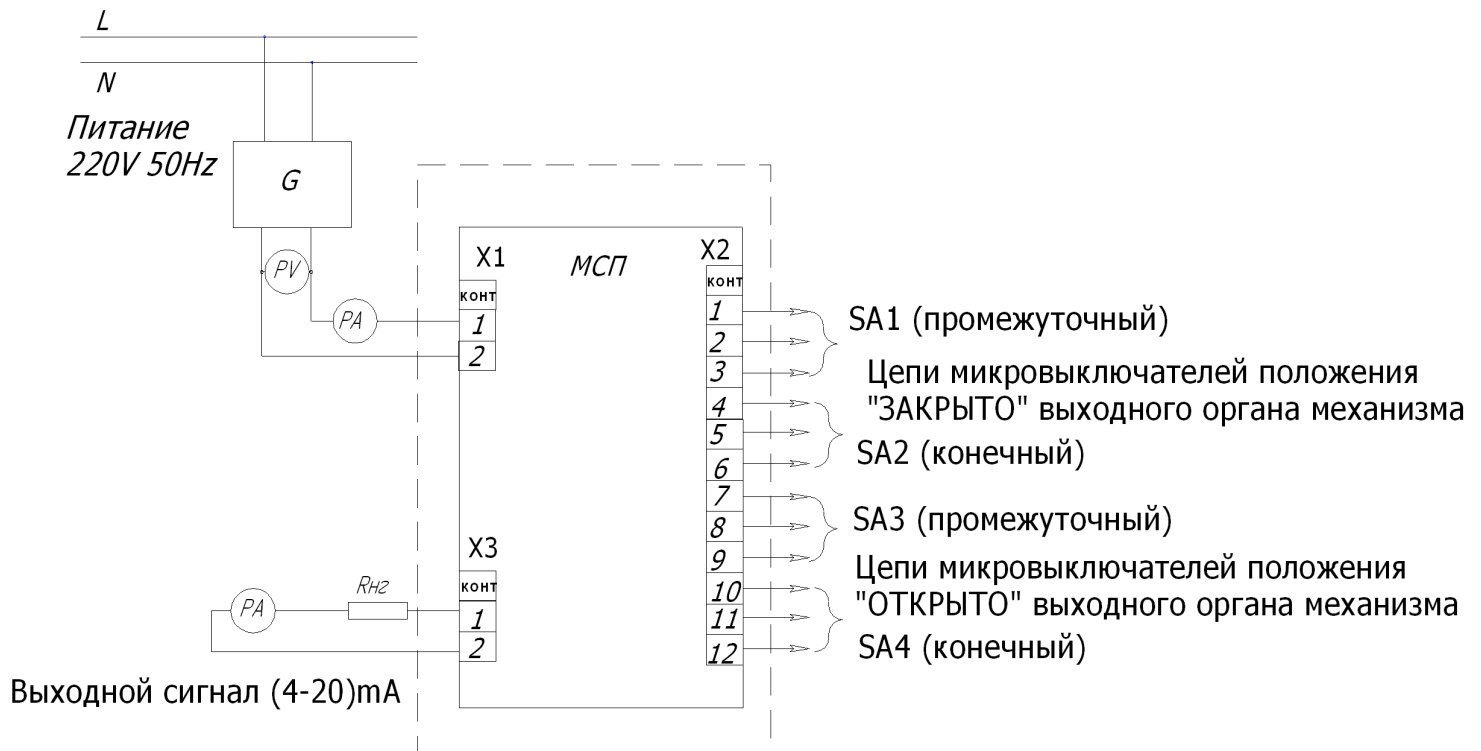 L
N
Питание
220V 50Hz
G
PV
PA
X1
МСП
X2
конт
1
2
конт
1
2
3
4
5
6
7
8
9
10
11
12
SA1 (промежуточный)
Цепи микровыключателей положения
"ЗАКРЫТО" выходного органа механизма
SA2 (конечный)
SA3 (промежуточный)
Цепи микровыключателей положения
"ОТКРЫТО" выходного органа механизма
SA4 (конечный)
X3
конт
1
2
PA
Rнг
Выходной сигнал (4-20)mA